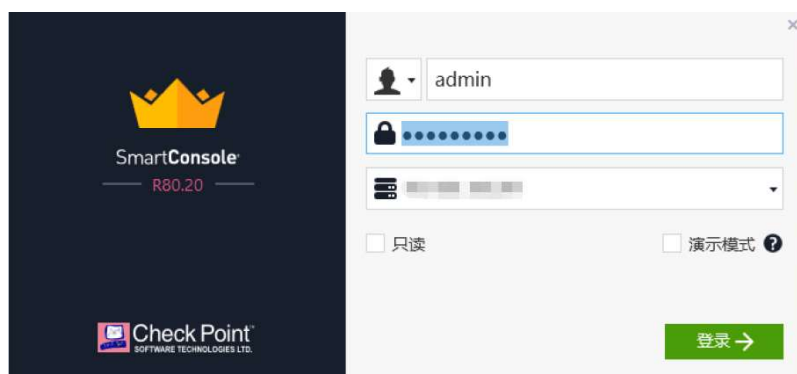 SmartConsole
R80.20
Check Point
SOFTWARE TECHNOLOGIES LTD.
admin
只读
演示模式 ?
登录